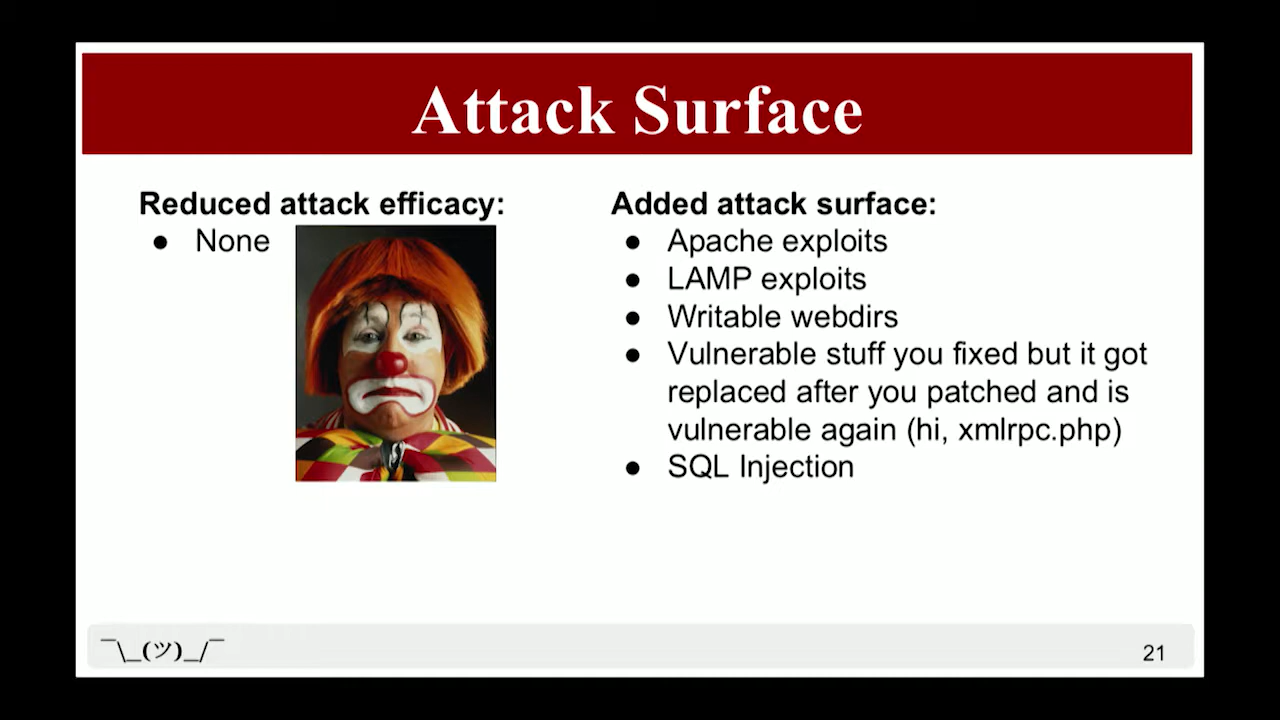 Attack Surface
Reduced attack efficacy:
● None
Added attack surface:
● Apache exploits
● LAMP exploits
● Writable webdirs
● Vulnerable stuff you fixed but it got
replaced after you patched and is
vulnerable again (hi, xmlrpc.php)
● SQL Injection
¯\_(ツ)_/¯
21